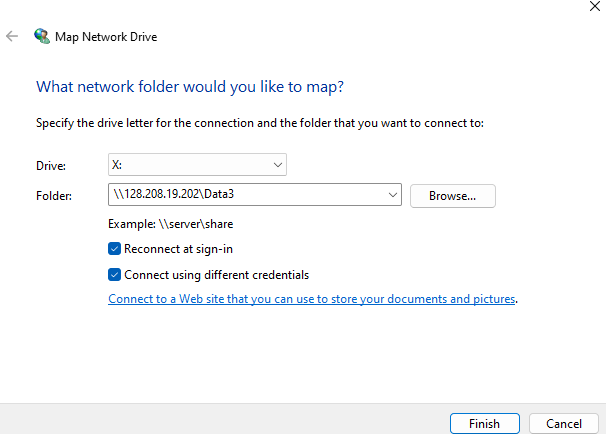 Map Network Drive
What network folder would you like to map?
Specify the drive letter for the connection and the folder that you want to connect to:
Drive: X:
Folder: \\128.208.19.202\Data3 Browse...
Example: \\server\share
Reconnect at sign-in
Connect using different credentials
Connect to a Web site that you can use to store your documents and pictures.
Finish Cancel